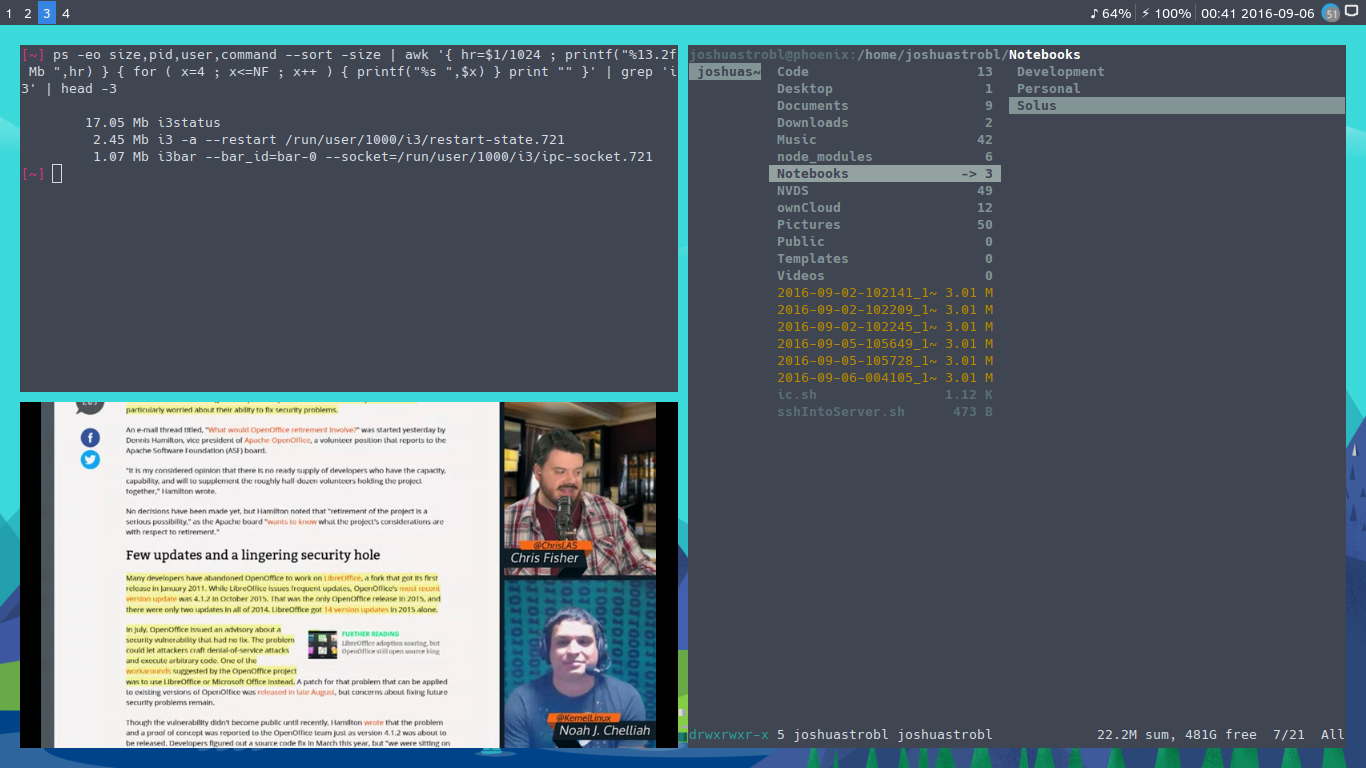 1 2 3 4
♪ 64% ⚡ 100% 00:41 2016-09-06 51
[~] ps -eo size,pid,user,command --sort -size | awk '{ hr=$1/1024 ; printf("%13.2f
Mb ",hr) } { for ( x=4 ; x<=NF ; x++ ) { printf("%s ",$x) } print "" }' | grep 'i
3' | head -3
17.05 Mb i3status
2.45 Mb i3 -a --restart /run/user/1000/i3/restart-state.721
1.07 Mb i3bar --bar_id=bar-0 --socket=/run/user/1000/i3/ipc-socket.721
[~]
particularly worried about their ability to fix security problems.
An e-mail thread titled, "What would OpenOffice retirement involve?" was started yesterday by
Dennis Hamilton, vice president of Apache OpenOffice, a volunteer position that reports to the
Apache Software Foundation (ASF) board.
"It is my considered opinion that there is no ready supply of developers who have the capacity,
capability, and will to supplement the roughly half-dozen volunteers holding the project
together," Hamilton wrote.
No decisions have been made yet, but Hamilton noted that "retirement of the project is a
serious possibility," as the Apache board "wants to know what the project's considerations are
with respect to retirement."
Few updates and a lingering security hole
Many developers have abandoned OpenOffice to work on LibreOffice, a fork that got its first
release in January 2011. While LibreOffice issues frequent updates, OpenOffice's most recent
version update was 4.1.2 in October 2015. That was the only OpenOffice release in 2015, and
there were only two updates in all of 2014. LibreOffice got 14 version updates in 2015 alone.
In July, OpenOffice issued an advisory about a
security vulnerability that had no fix. The problem
could let attackers craft denial-of-service attacks
and execute arbitrary code. One of the
workarounds suggested by the OpenOffice project
was to use LibreOffice or Microsoft Office instead. A patch for that problem that can be applied
to existing versions of OpenOffice was released in late August, but concerns about fixing future
security problems remain.
FURTHER READING
LibreOffice adoption soaring, but
OpenOffice still open source king
Though the vulnerability didn't become public until recently, Hamilton wrote that the problem
and a proof of concept was reported to the OpenOffice team just as version 4.1.2 was about to
be released. Developers figured out a source code fix in March this year, but "we were sitting on
@ChrisLAS
Chris Fisher
@KernelLinux
Noah J. Chelliah
joshuastrobl@phoenix:/home/joshuastrobl/Notebooks
joshuas~
Code 13
Desktop 1
Documents 9
Downloads 2
Music 42
node_modules 6
Notebooks -> 3
NVDS 49
ownCloud 12
Pictures 50
Public 0
Templates 0
Videos 0
2016-09-02-102141_1~ 3.01 M
2016-09-02-102209_1~ 3.01 M
2016-09-02-102245_1~ 3.01 M
2016-09-05-105649_1~ 3.01 M
2016-09-05-105728_1~ 3.01 M
2016-09-06-004105_1~ 3.01 M
ic.sh 1.12 K
sshIntoServer.sh 473 B
Development
Personal
Solus
drwxrwxr-x 5 joshuastrobl joshuastrobl 22.2M sum, 481G free 7/21 All